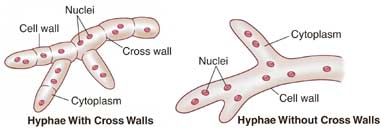 Nuclei
Cell wall
Cross wall
Cytoplasm
Hyphae With Cross Walls
Cytoplasm
Nuclei
Cell wall
Hyphae Without Cross Walls